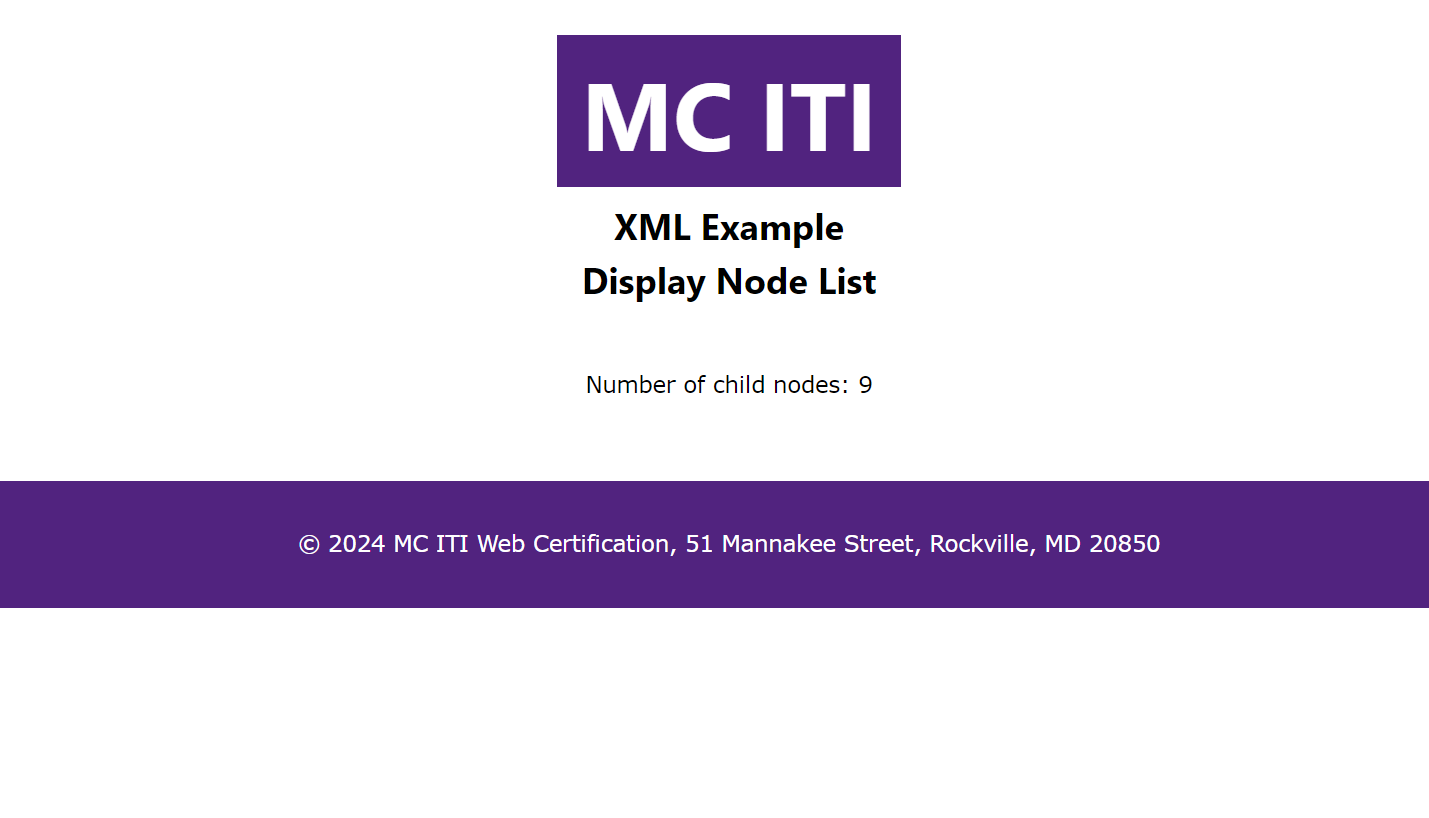 MC ITI
XML Example
Display Node List
Number of child nodes: 9
© 2024 MC ITI Web Certification, 51 Mannakee Street, Rockville, MD 20850